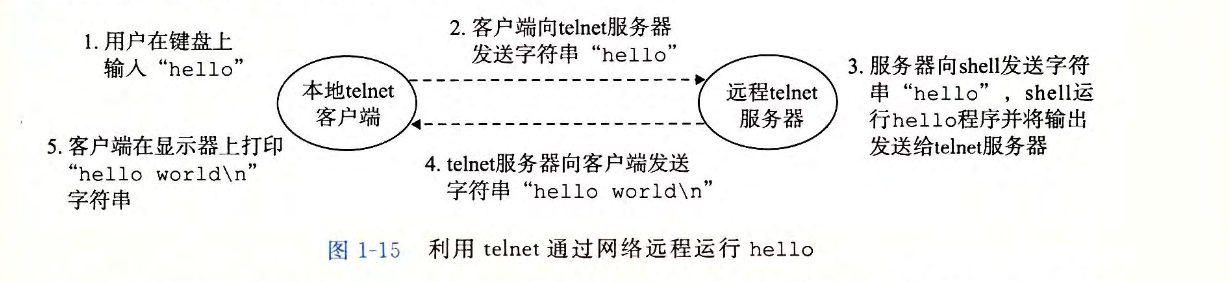 1. 用户在键盘上
输入“hello”
2. 客户端向telnet服务器
发送字符串“hello”
本地telnet
客户端
远程telnet
服务器
3. 服务器向shell发送字符
串“hello”，shell运
行hello程序并将输出
发送给telnet服务器
4. telnet服务器向客户端发送
字符串“hello world\n”
5. 客户端在显示器上打印
“hello world\n”
字符串
图 1-15 利用 telnet 通过网络远程运行 hello